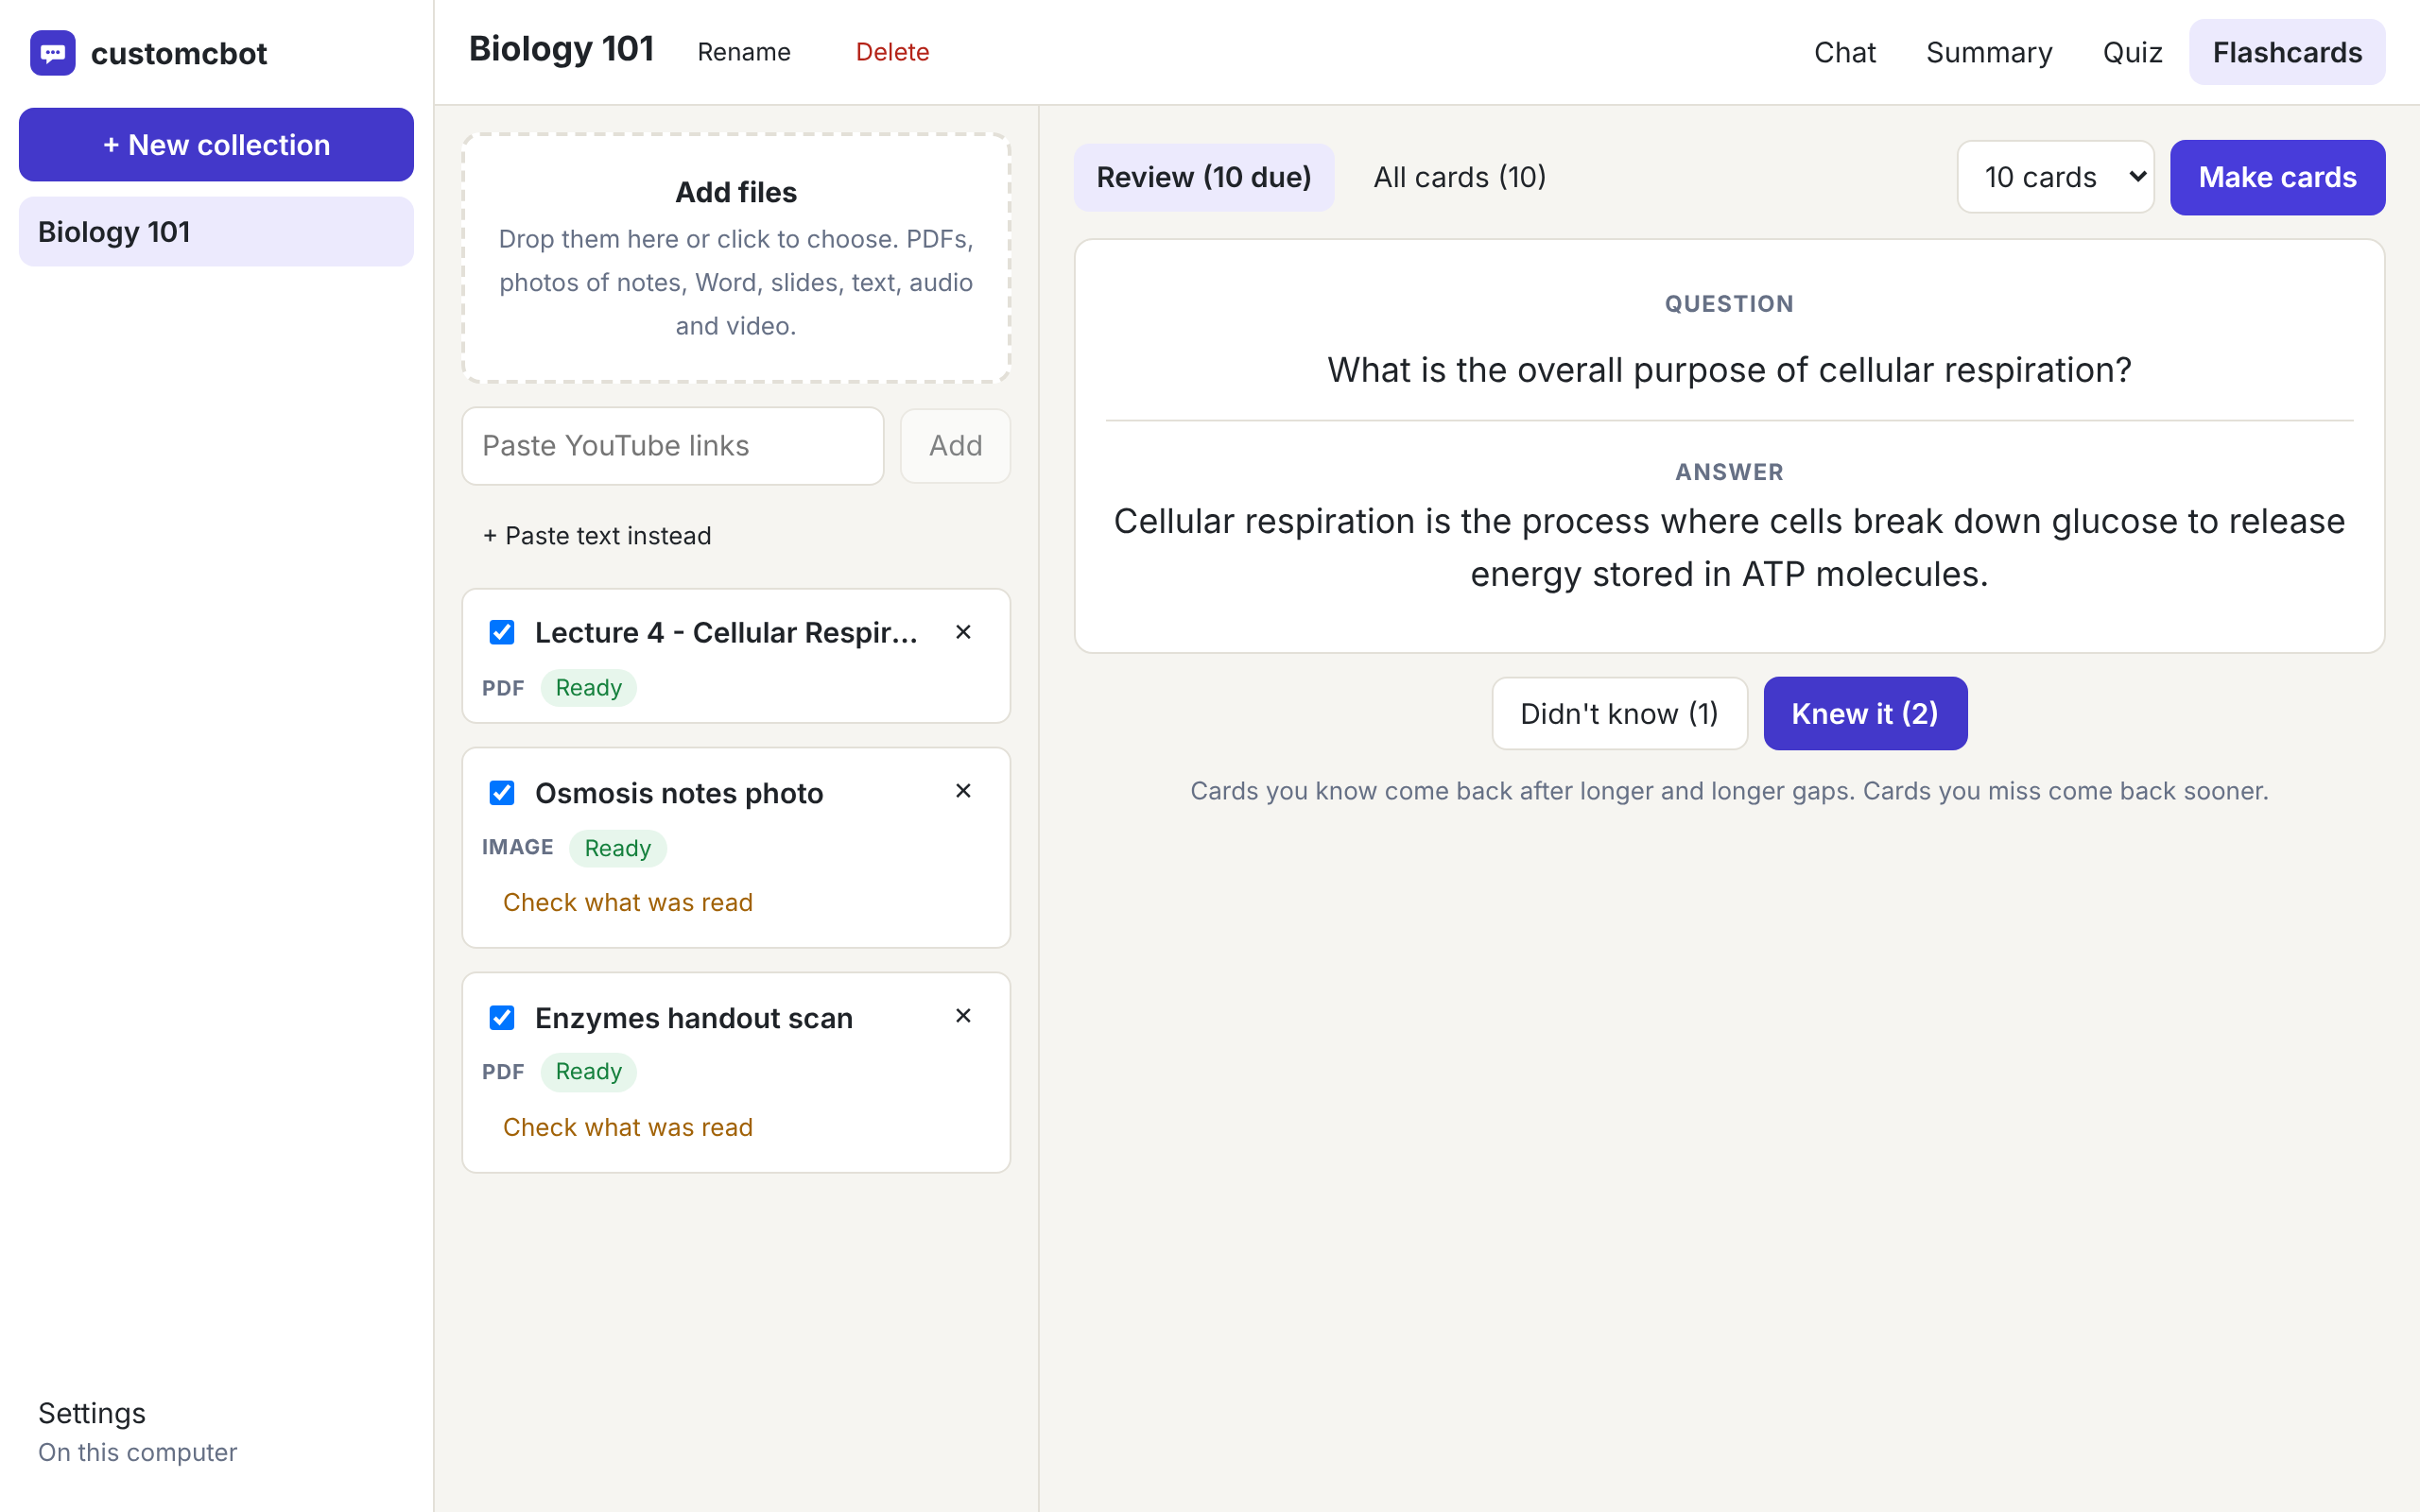 customcbot
+ New collection
Biology 101
Settings
On this computer
Biology 101 Rename Delete
Chat Summary Quiz Flashcards
Add files
Drop them here or click to choose. PDFs,
photos of notes, Word, slides, text, audio
and video.
Paste YouTube links Add
+ Paste text instead
Lecture 4 - Cellular Respir... ×
PDF Ready
Osmosis notes photo ×
IMAGE Ready
Check what was read
Enzymes handout scan ×
PDF Ready
Check what was read
Review (10 due) All cards (10) 10 cards Make cards
QUESTION
What is the overall purpose of cellular respiration?
ANSWER
Cellular respiration is the process where cells break down glucose to release
energy stored in ATP molecules.
Didn't know (1) Knew it (2)
Cards you know come back after longer and longer gaps. Cards you miss come back sooner.